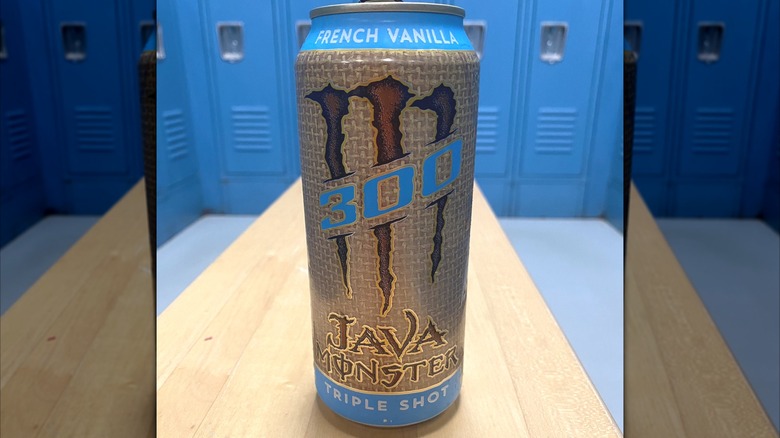 FRENCH VANILLA
300
JAVA
MONSTER
TRIPLE SHOT